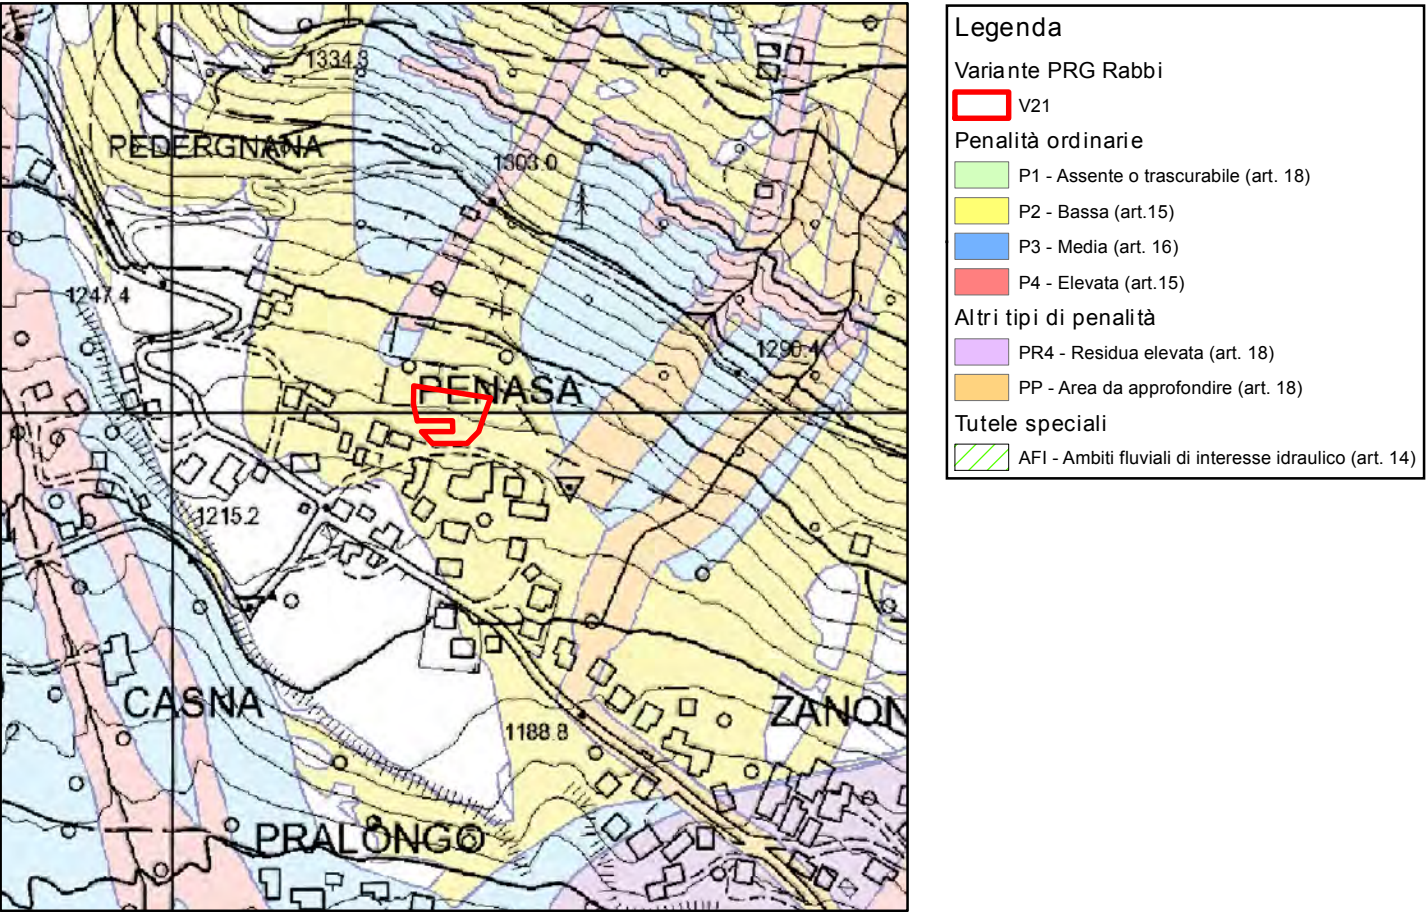 1334.3
PEDERGNANA
1303.0
1247.4
1290.4
PENASA
1215.2
CASNA
ZANON
2
1188.8
PRALONGO
Legenda
Variante PRG Rabbi
V21
Penalità ordinarie
P1 - Assente o trascurabile (art. 18)
P2 - Bassa (art.15)
P3 - Media (art. 16)
P4 - Elevata (art.15)
Altri tipi di penalità
PR4 - Residua elevata (art. 18)
PP - Area da approfondire (art. 18)
Tutele speciali
AFI - Ambiti fluviali di interesse idraulico (art. 14)